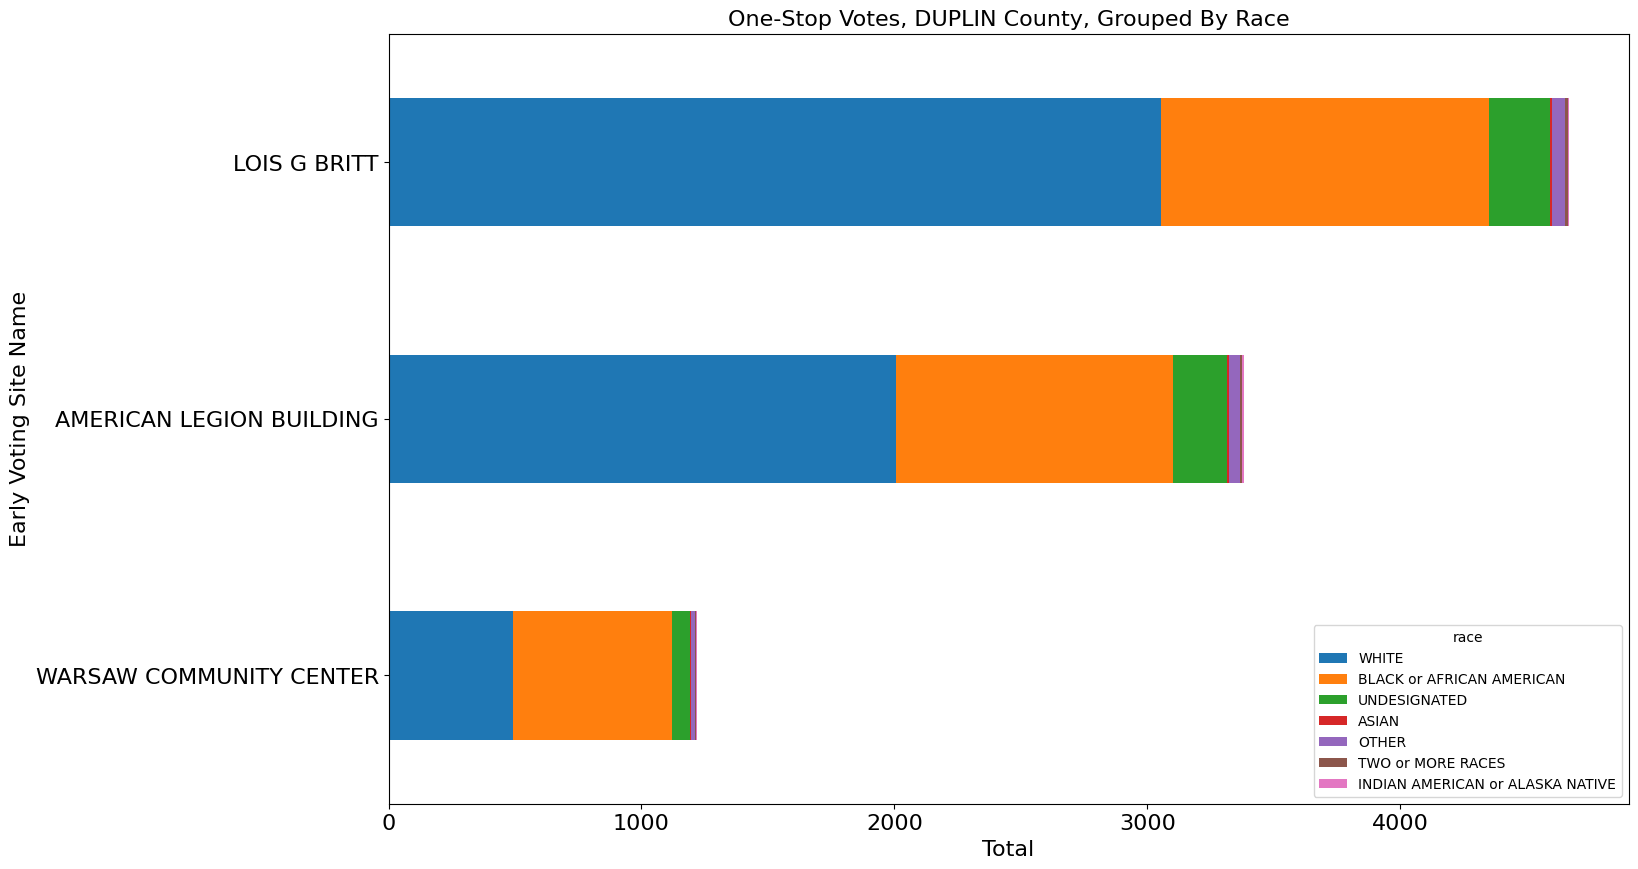 One-Stop Votes, DUPLIN County, Grouped By Race
Early Voting Site Name
LOIS G BRITT
AMERICAN LEGION BUILDING
WARSAW COMMUNITY CENTER
race
WHITE
BLACK or AFRICAN AMERICAN
UNDESIGNATED
ASIAN
OTHER
TWO or MORE RACES
INDIAN AMERICAN or ALASKA NATIVE
0 1000 2000 3000 4000
Total